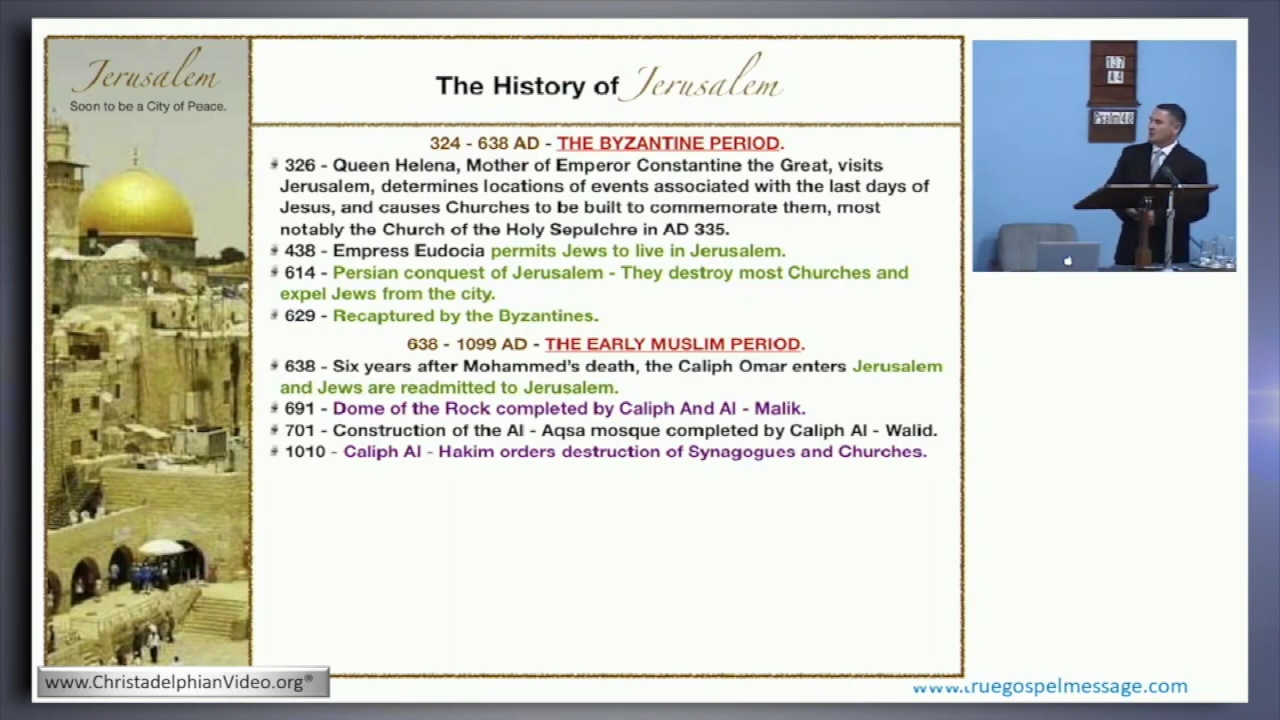 Jerusalem
Soon to be a City of Peace.
The History of Jerusalem
324 - 638 AD - THE BYZANTINE PERIOD.
326 - Queen Helena, Mother of Emperor Constantine the Great, visits
Jerusalem, determines locations of events associated with the last days of
Jesus, and causes Churches to be built to commemorate them, most
notably the Church of the Holy Sepulchre in AD 335.
438 - Empress Eudocia permits Jews to live in Jerusalem.
614 - Persian conquest of Jerusalem - They destroy most Churches and
expel Jews from the city.
629 - Recaptured by the Byzantines.
638 - 1099 AD - THE EARLY MUSLIM PERIOD.
638 - Six years after Mohammed's death, the Caliph Omar enters Jerusalem
and Jews are readmitted to Jerusalem.
691 - Dome of the Rock completed by Caliph And Al - Malik.
701 - Construction of the Al - Aqsa mosque completed by Caliph Al - Walid.
1010 - Caliph Al - Hakim orders destruction of Synagogues and Churches.
137
44
Psalm 48
www.ChristadelphianVideo.org®
www.truegospelmessage.com